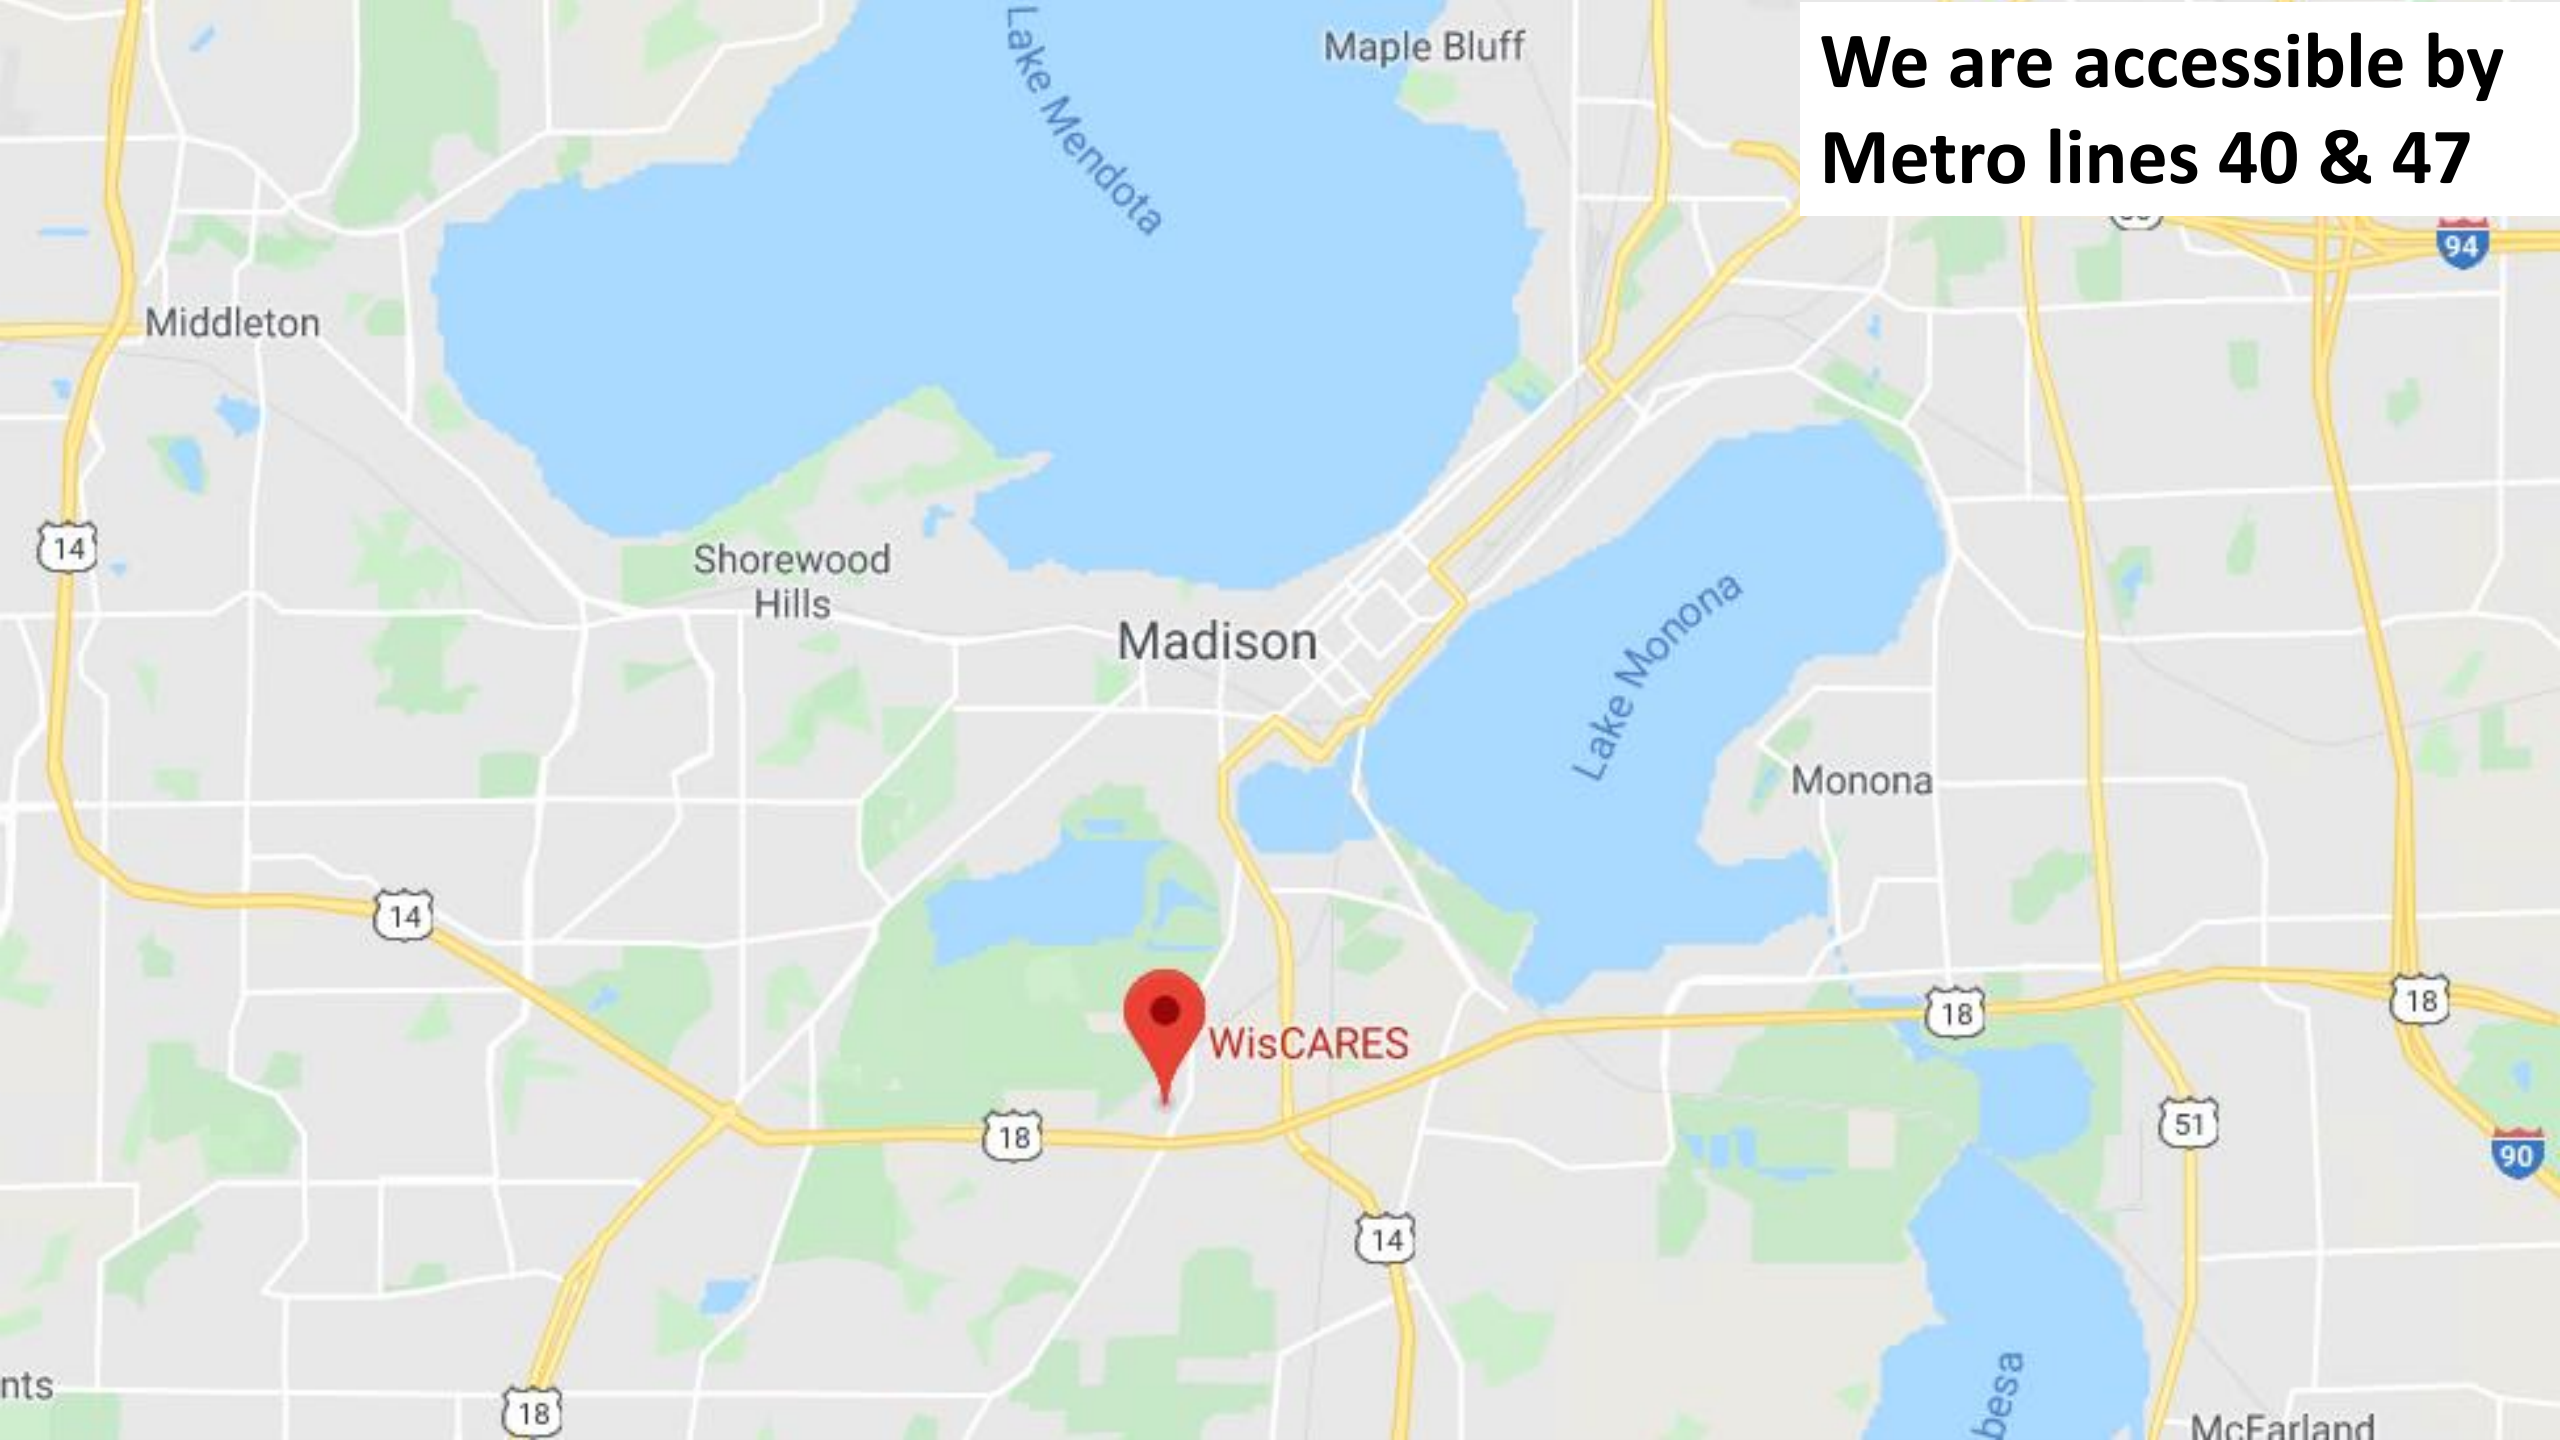 We are accessible by
Metro lines 40 & 47
Lake Mendota
Maple Bluff
94
Middleton
14
Shorewood
Hills
Madison
Lake Monona
Monona
14
18
18
WisCARES
18
51
90
14
18
nts
besa
McFarland